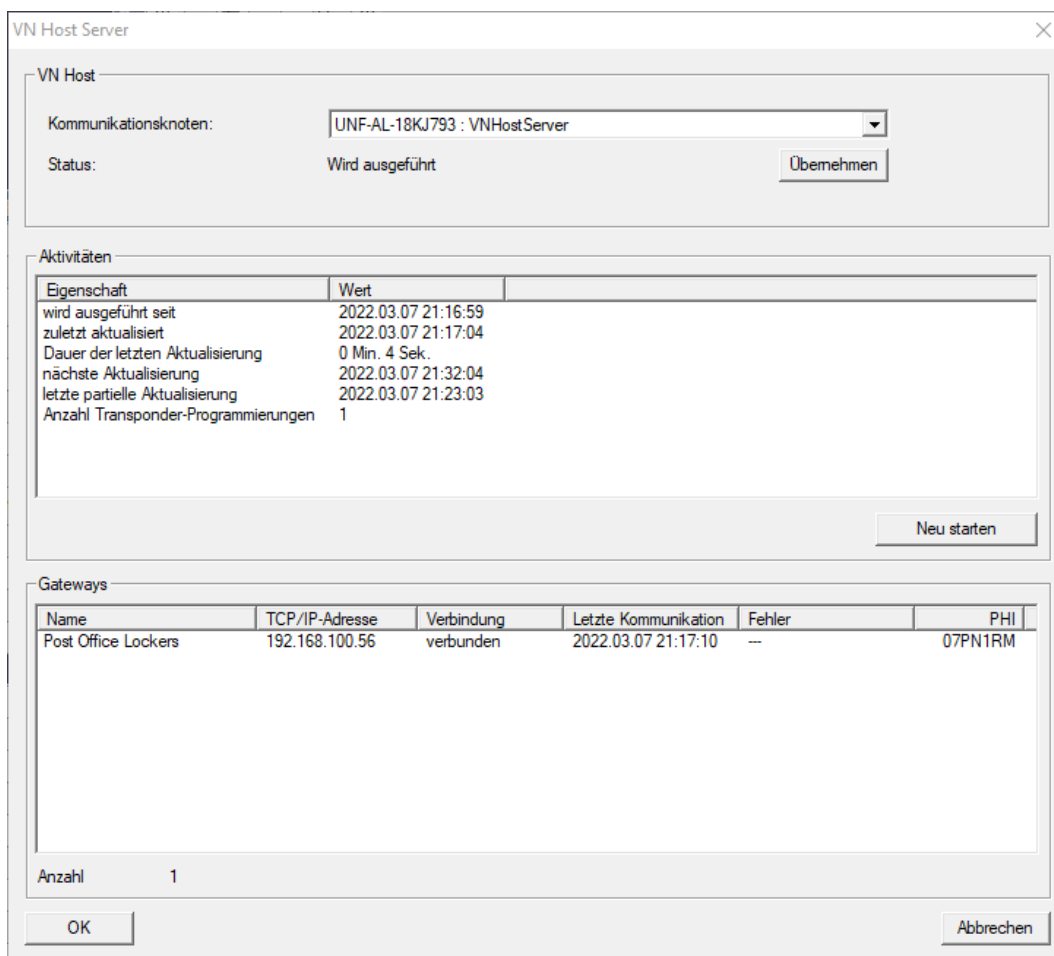 VN Host Server
VN Host
Kommunikationsknoten: UNF-AL-18KJ793 : VNHostServer
Status: Wird ausgeführt Übernehmen
Aktivitäten
Eigenschaft Wert
wird ausgeführt seit 2022.03.07 21:16:59
zuletzt aktualisiert 2022.03.07 21:17:04
Dauer der letzten Aktualisierung 0 Min. 4 Sek.
nächste Aktualisierung 2022.03.07 21:32:04
letzte partielle Aktualisierung 2022.03.07 21:23:03
Anzahl Transponder-Programmierungen 1
Neu starten
Gateways
Name TCP/IP-Adresse Verbindung Letzte Kommunikation Fehler PHI
Post Office Lockers 192.168.100.56 verbunden 2022.03.07 21:17:10 --- 07PN1RM
Anzahl 1
OK Abbrechen